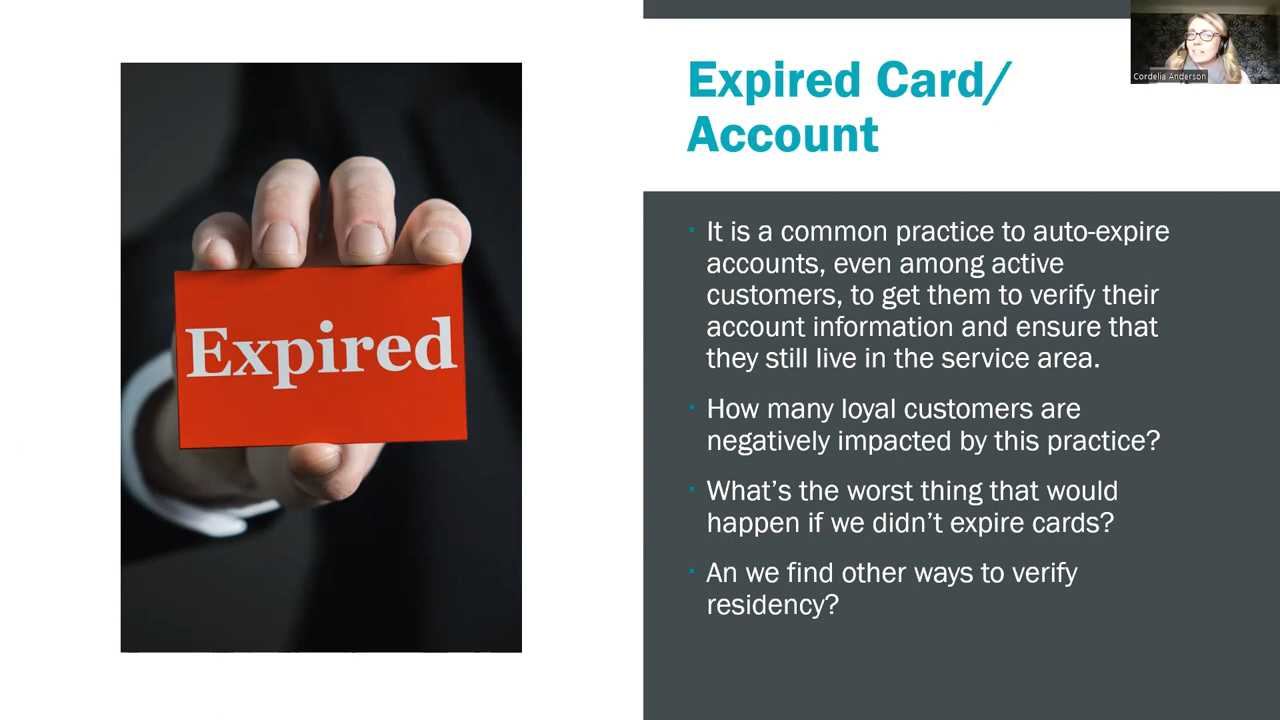 Expired
Cordelia Anderson
Expired Card/
Account
· It is a common practice to auto-expire
accounts, even among active
customers, to get them to verify their
account information and ensure that
they still live in the service area.
· How many loyal customers are
negatively impacted by this practice?
· What's the worst thing that would
happen if we didn't expire cards?
· An we find other ways to verify
residency?